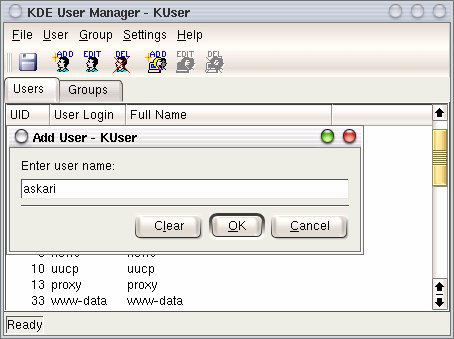 KDE User Manager - KUser
File User Group Settings Help
ADD EDIT DEL ADD EDIT DEL
Users Groups
UID User Login Full Name
Add User - KUser
Enter user name:
askari
Clear OK Cancel
10 uucp uucp
13 proxy proxy
33 www-data www-data
Ready